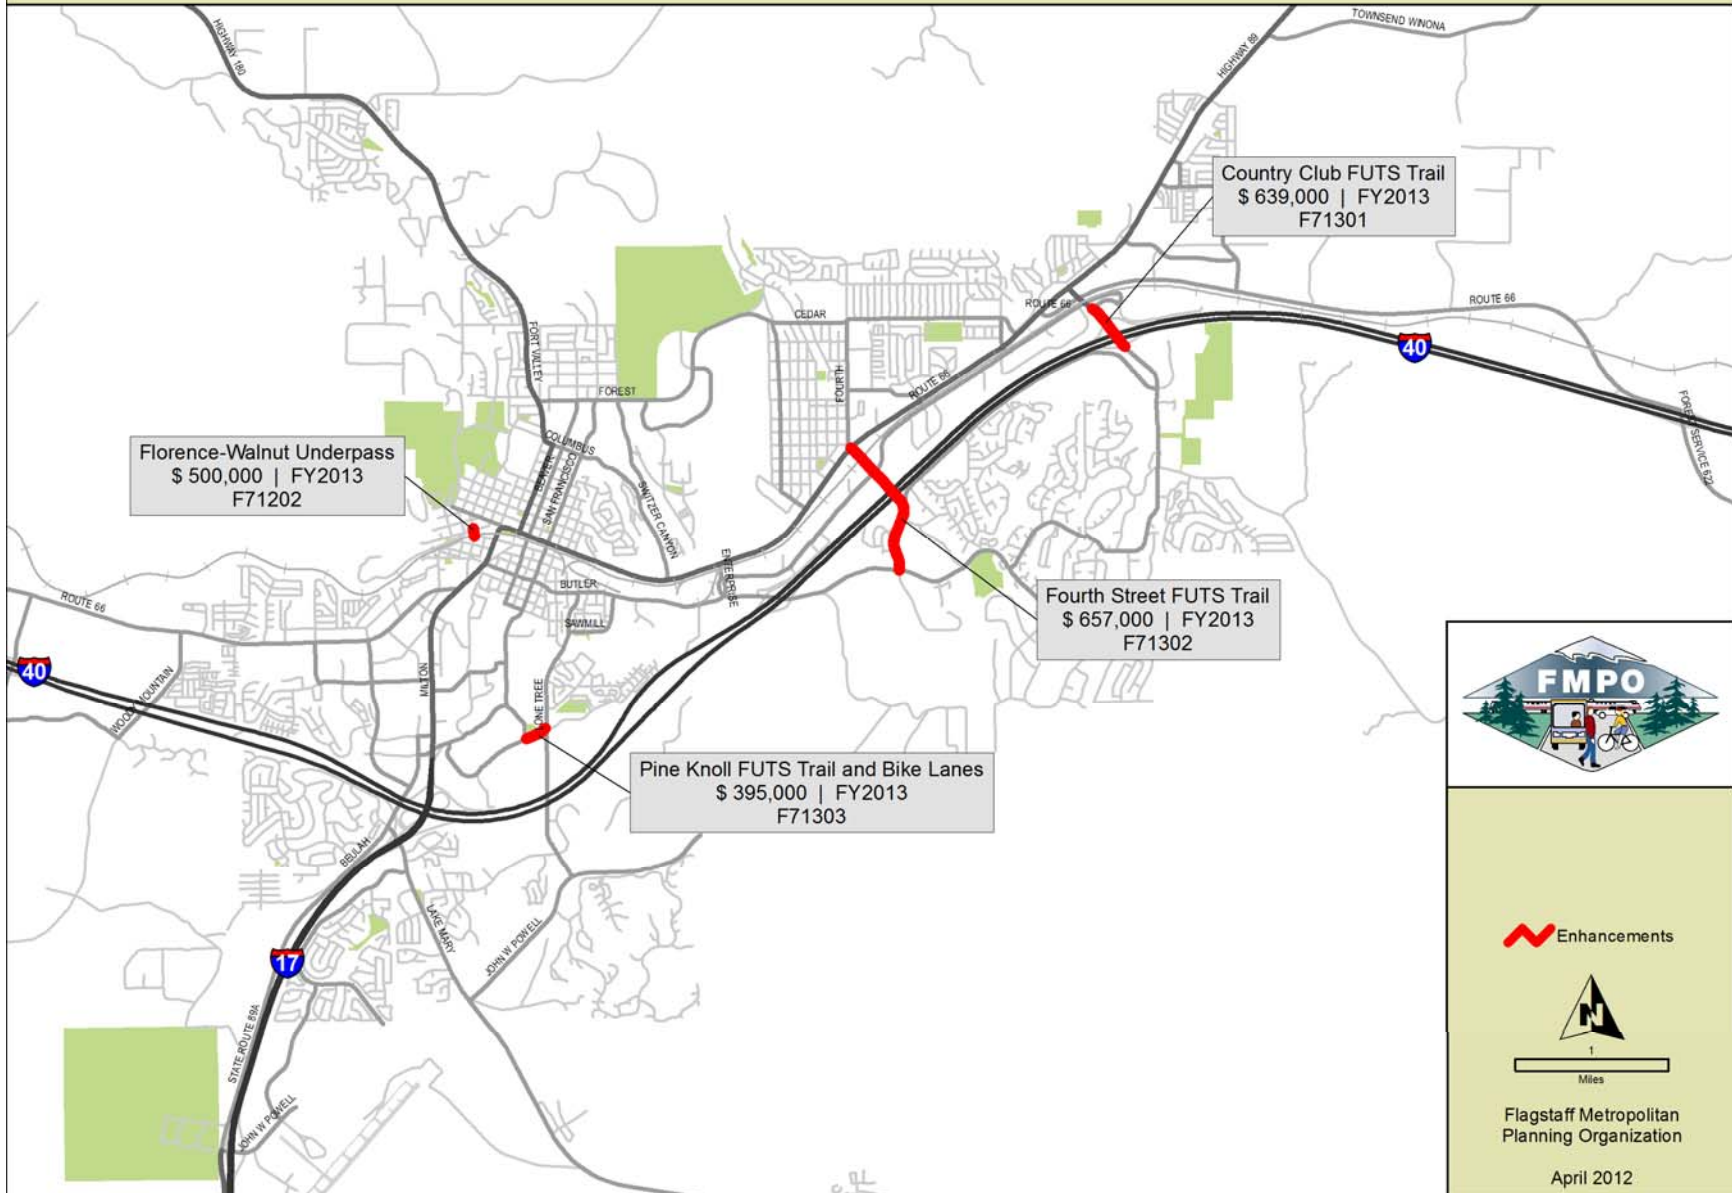 TOWNSEND WINONA
HIGHWAY 180
HIGHWAY 89
Country Club FUTS Trail
$ 639,000 | FY2013
F71301
ROUTE 66
ROUTE 66
CEDAR
40
FORT VALLEY
FOURTH
ROUTE 66
FOREST
FOREST SERVICE 622
COLUMBUS
Florence-Walnut Underpass
$ 500,000 | FY2013
F71202
BEAVER
SAN FRANCISCO
SWITZER CANYON
ENTERPRISE
BUTLER
ROUTE 66
Fourth Street FUTS Trail
$ 657,000 | FY2013
F71302
SAWMILL
40
WOODY MOUNTAIN
MILTON
LONE TREE
FMPO
Pine Knoll FUTS Trail and Bike Lanes
$ 395,000 | FY2013
F71303
BEULAH
LAKE MARY
JOHN W POWELL
Enhancements
17
N
STATE ROUTE 89A
1
Miles
JOHN W POWELL
Flagstaff Metropolitan
Planning Organization
April 2012